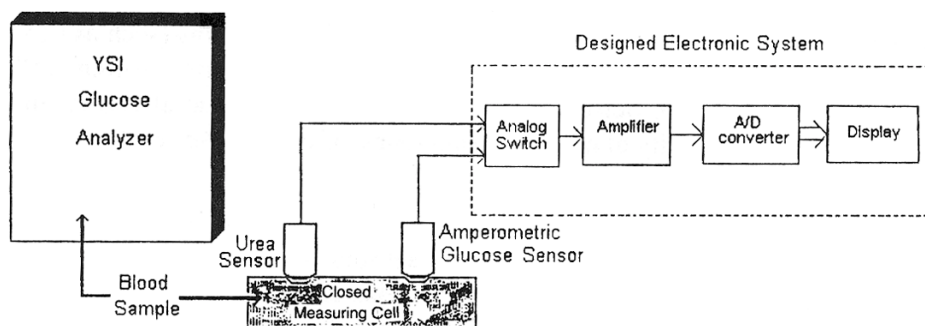 YSI
Glucose
Analyzer
Designed Electronic System
Analog
Switch
Amplifier
A/D
converter
Display
Urea
Sensor
Amperometric
Glucose Sensor
Blood
Sample
Closed
Measuring Cell